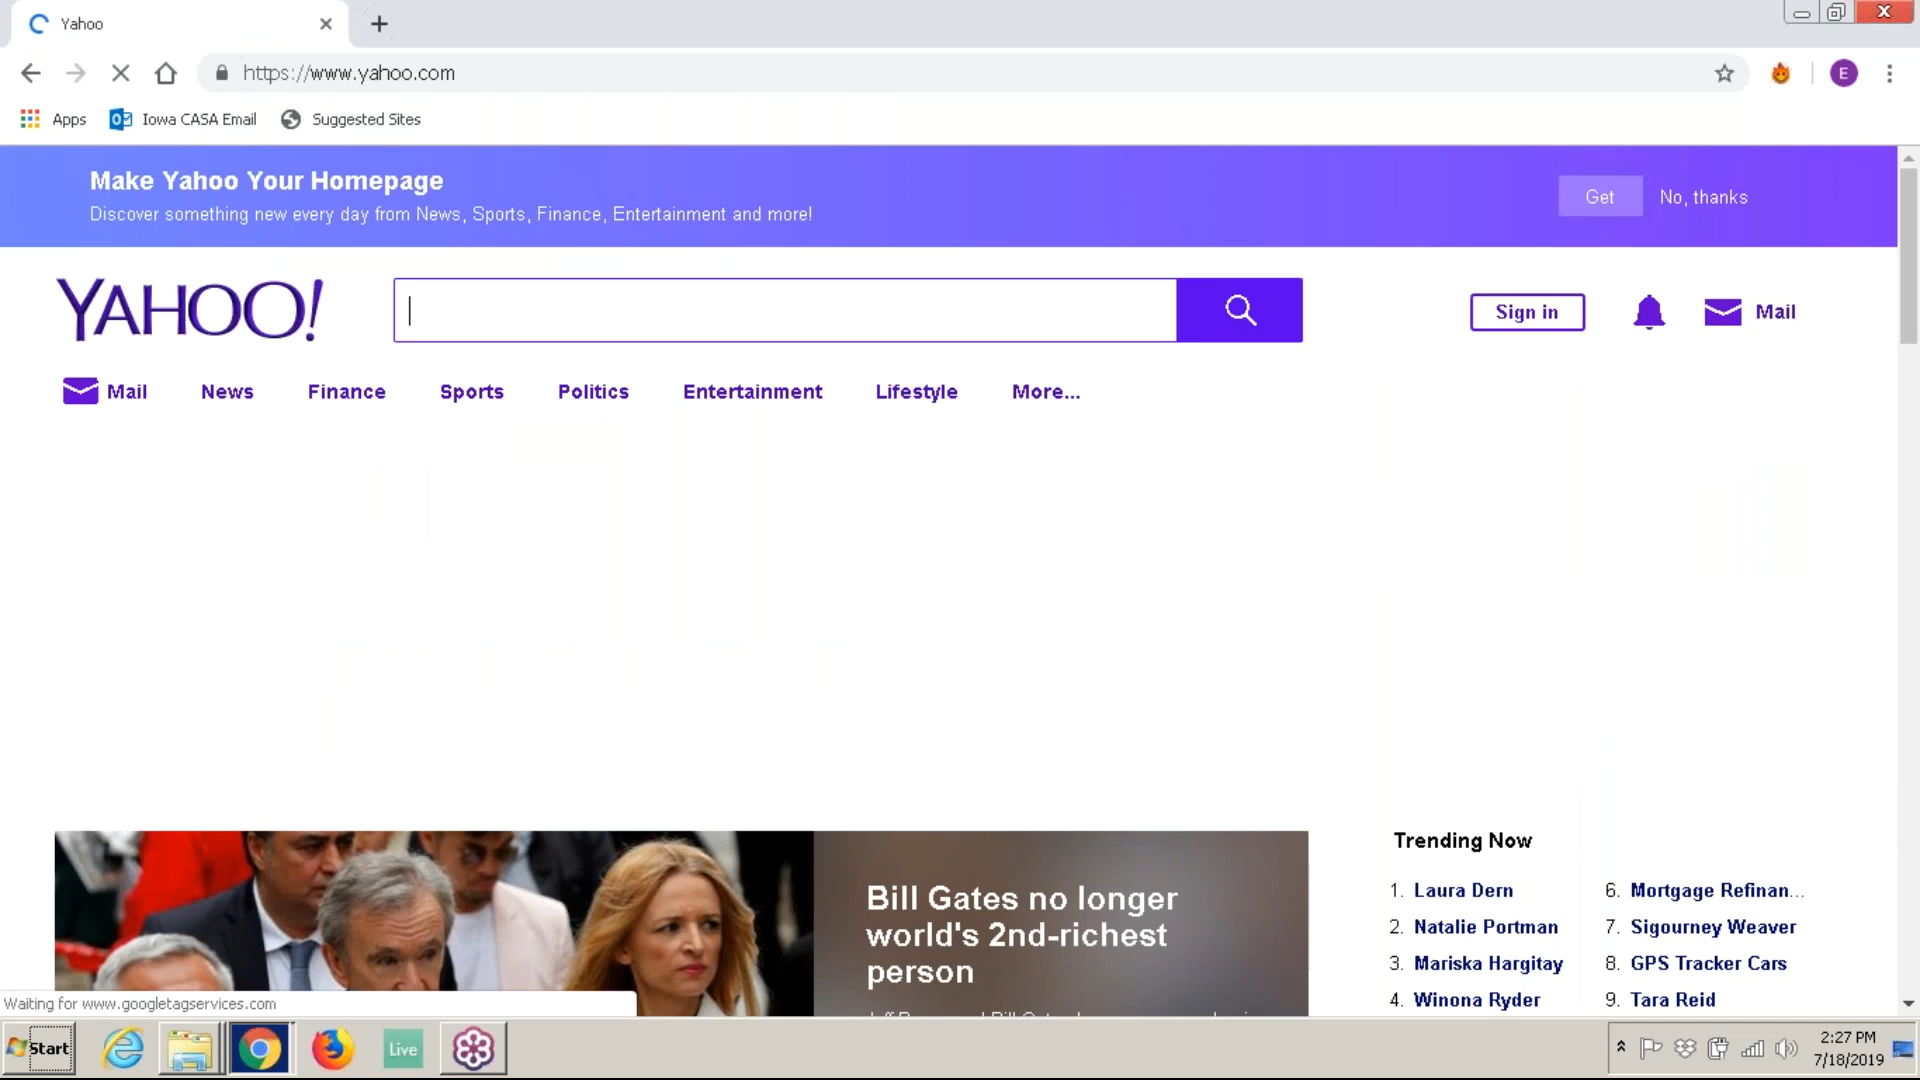 Yahoo
https://www.yahoo.com
E
Apps
Iowa CASA Email
Suggested Sites
Make Yahoo Your Homepage
Discover something new every day from News, Sports, Finance, Entertainment and more!
Get
No, thanks
YAHOO!
Sign in
Mail
Mail
News
Finance
Sports
Politics
Entertainment
Lifestyle
More...
Bill Gates no longer
world's 2nd-richest
person
Trending Now
1. Laura Dern
2. Natalie Portman
3. Mariska Hargitay
4. Winona Ryder
6. Mortgage Refinan...
7. Sigourney Weaver
8. GPS Tracker Cars
9. Tara Reid
Waiting for www.googletagservices.com
Start
Live
2:27 PM
7/18/2019